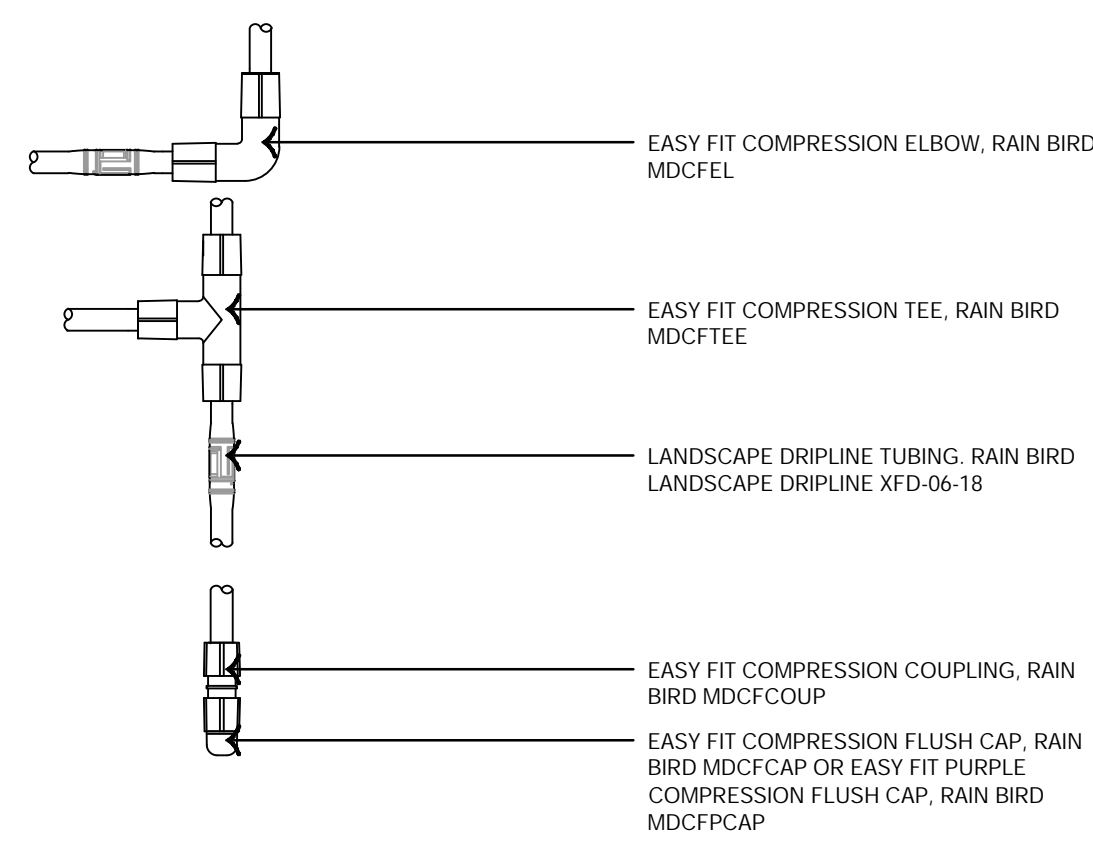 EASY FIT COMPRESSION ELBOW, RAIN BIRD
MDCFEL
EASY FIT COMPRESSION TEE, RAIN BIRD
MDCFTEE
LANDSCAPE DRIPLINE TUBING. RAIN BIRD
LANDSCAPE DRIPLINE XFD-06-18
EASY FIT COMPRESSION COUPLING, RAIN
BIRD MDCFCOUP
EASY FIT COMPRESSION FLUSH CAP, RAIN
BIRD MDCFCAP OR EASY FIT PURPLE
COMPRESSION FLUSH CAP, RAIN BIRD
MDCFPCAP